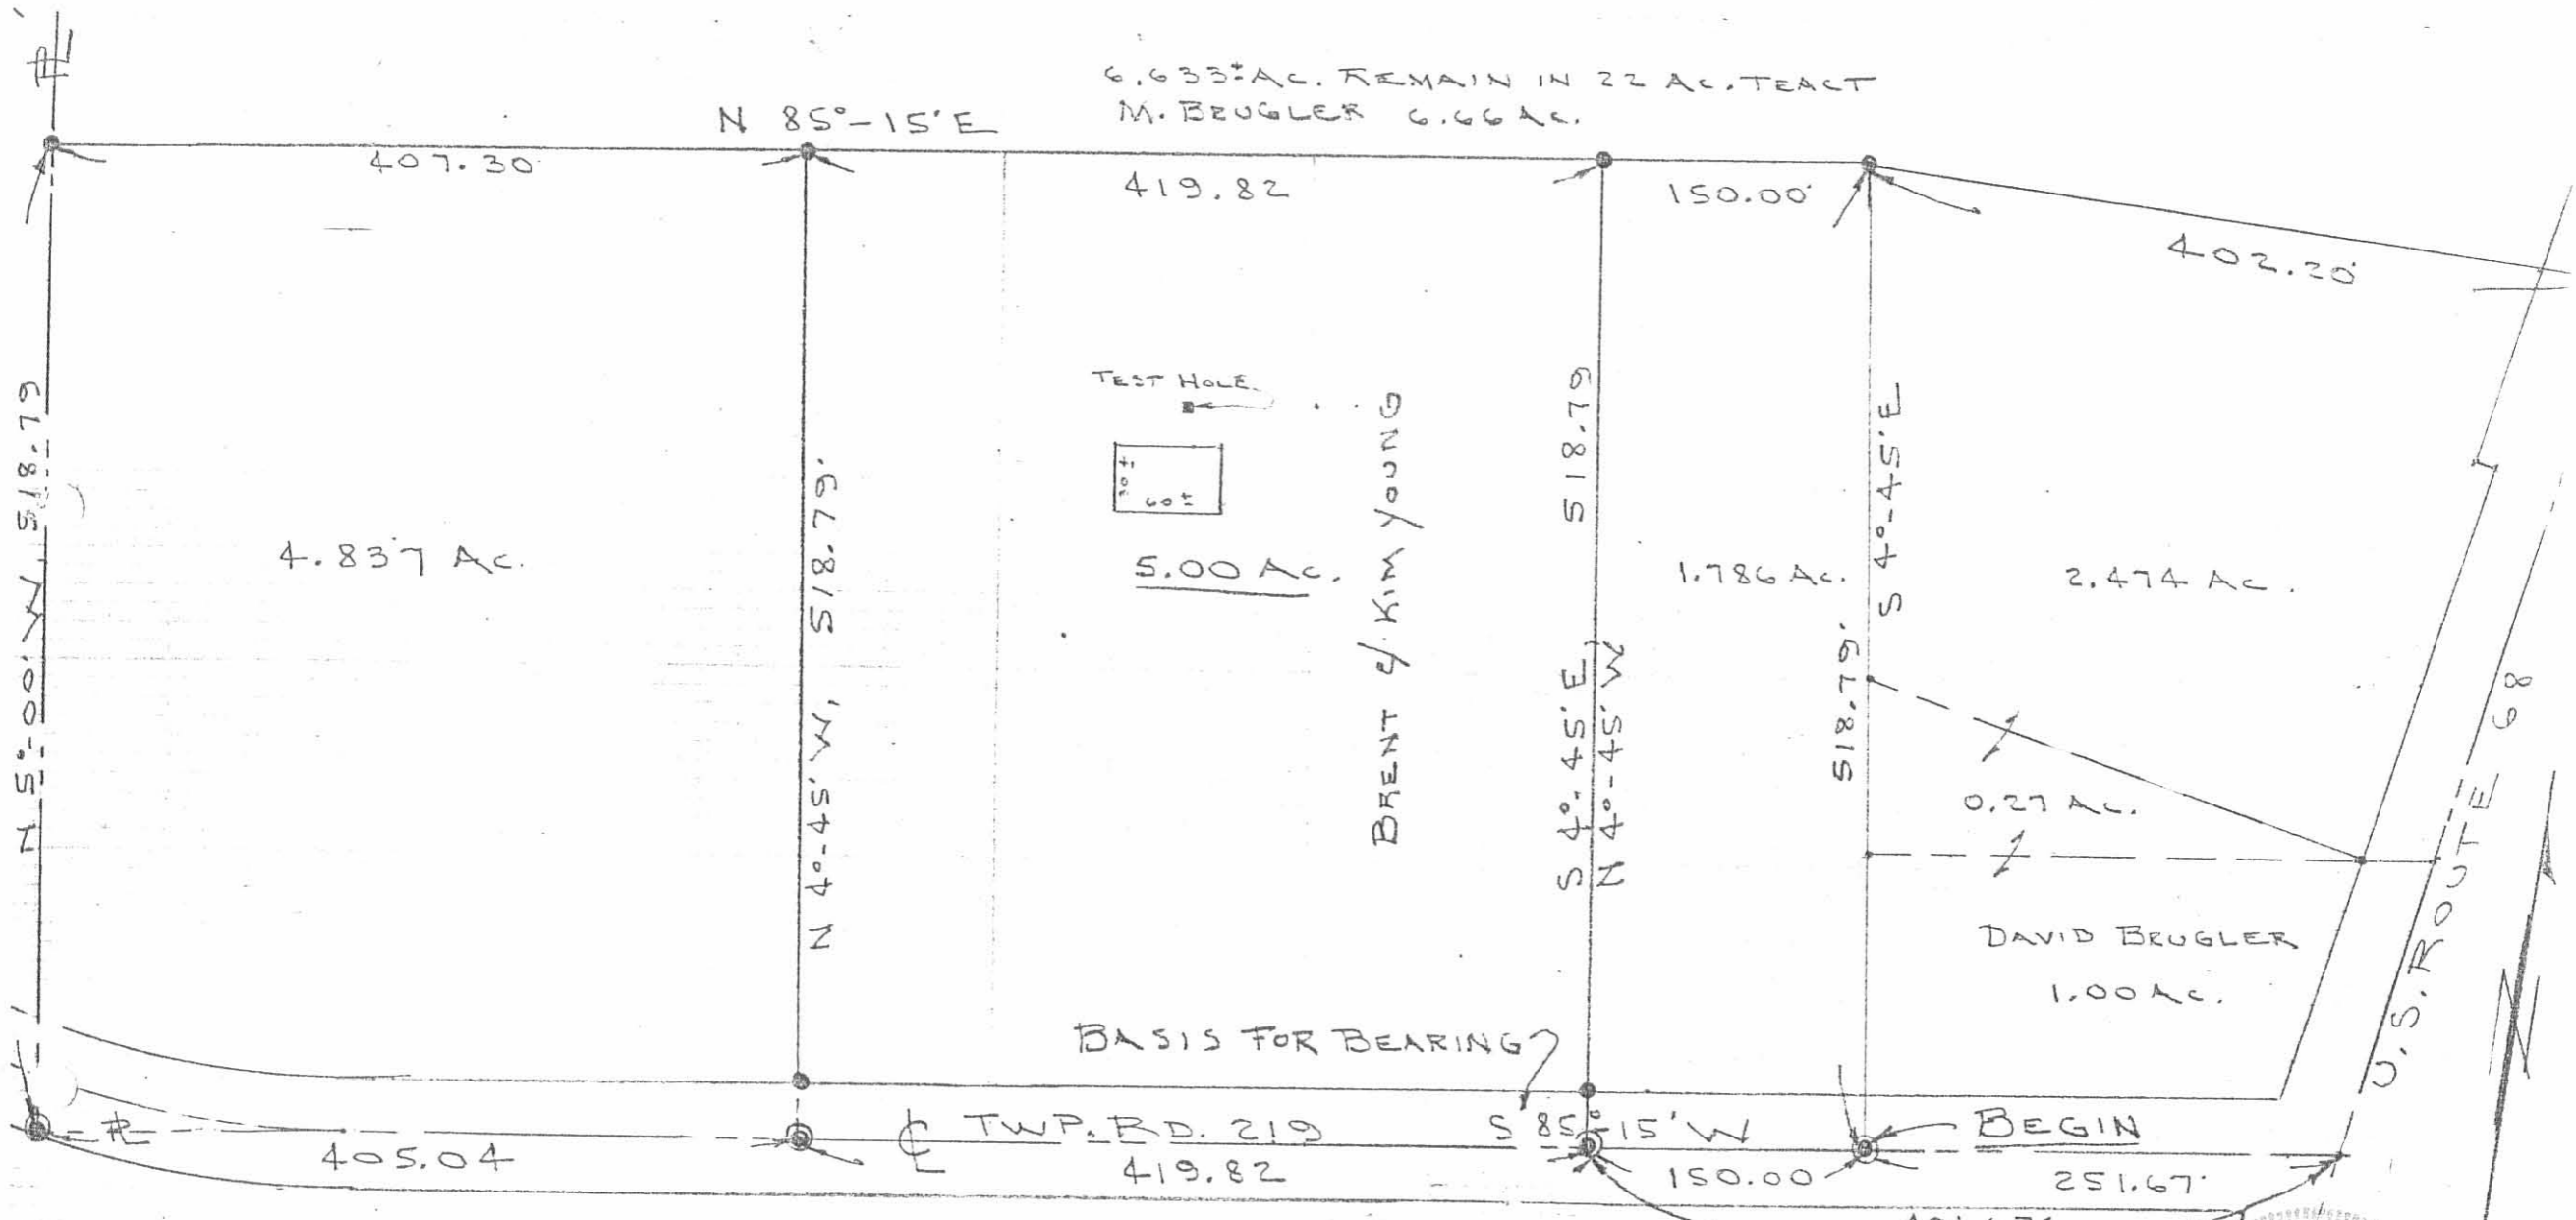 6.633± AC. REMAIN IN 22 AC. TRACT
M. BRUGLER 6.66 AC.
N 85°-15' E
407.30
419.82
150.00'
402.20'
N 5°-00' W, 518.79
4.837 AC.
N 4°-45' W, 518.79'
TEST HOLE
30±
60±
5.00 AC.
BRENT & KIM YOUNG
518.79
S 4°-45' E
N 4°-45' W
1.786 AC.
S 4°-45' E
518.79'
2.474 AC.
0.27 AC.
DAVID BRUGLER
1.00 AC.
U.S. ROUTE 68
BASIS FOR BEARING
PL
PL
CL TWP. RD. 219
S 85°-15' W
BEGIN
405.04
419.82
150.00
251.67'
N